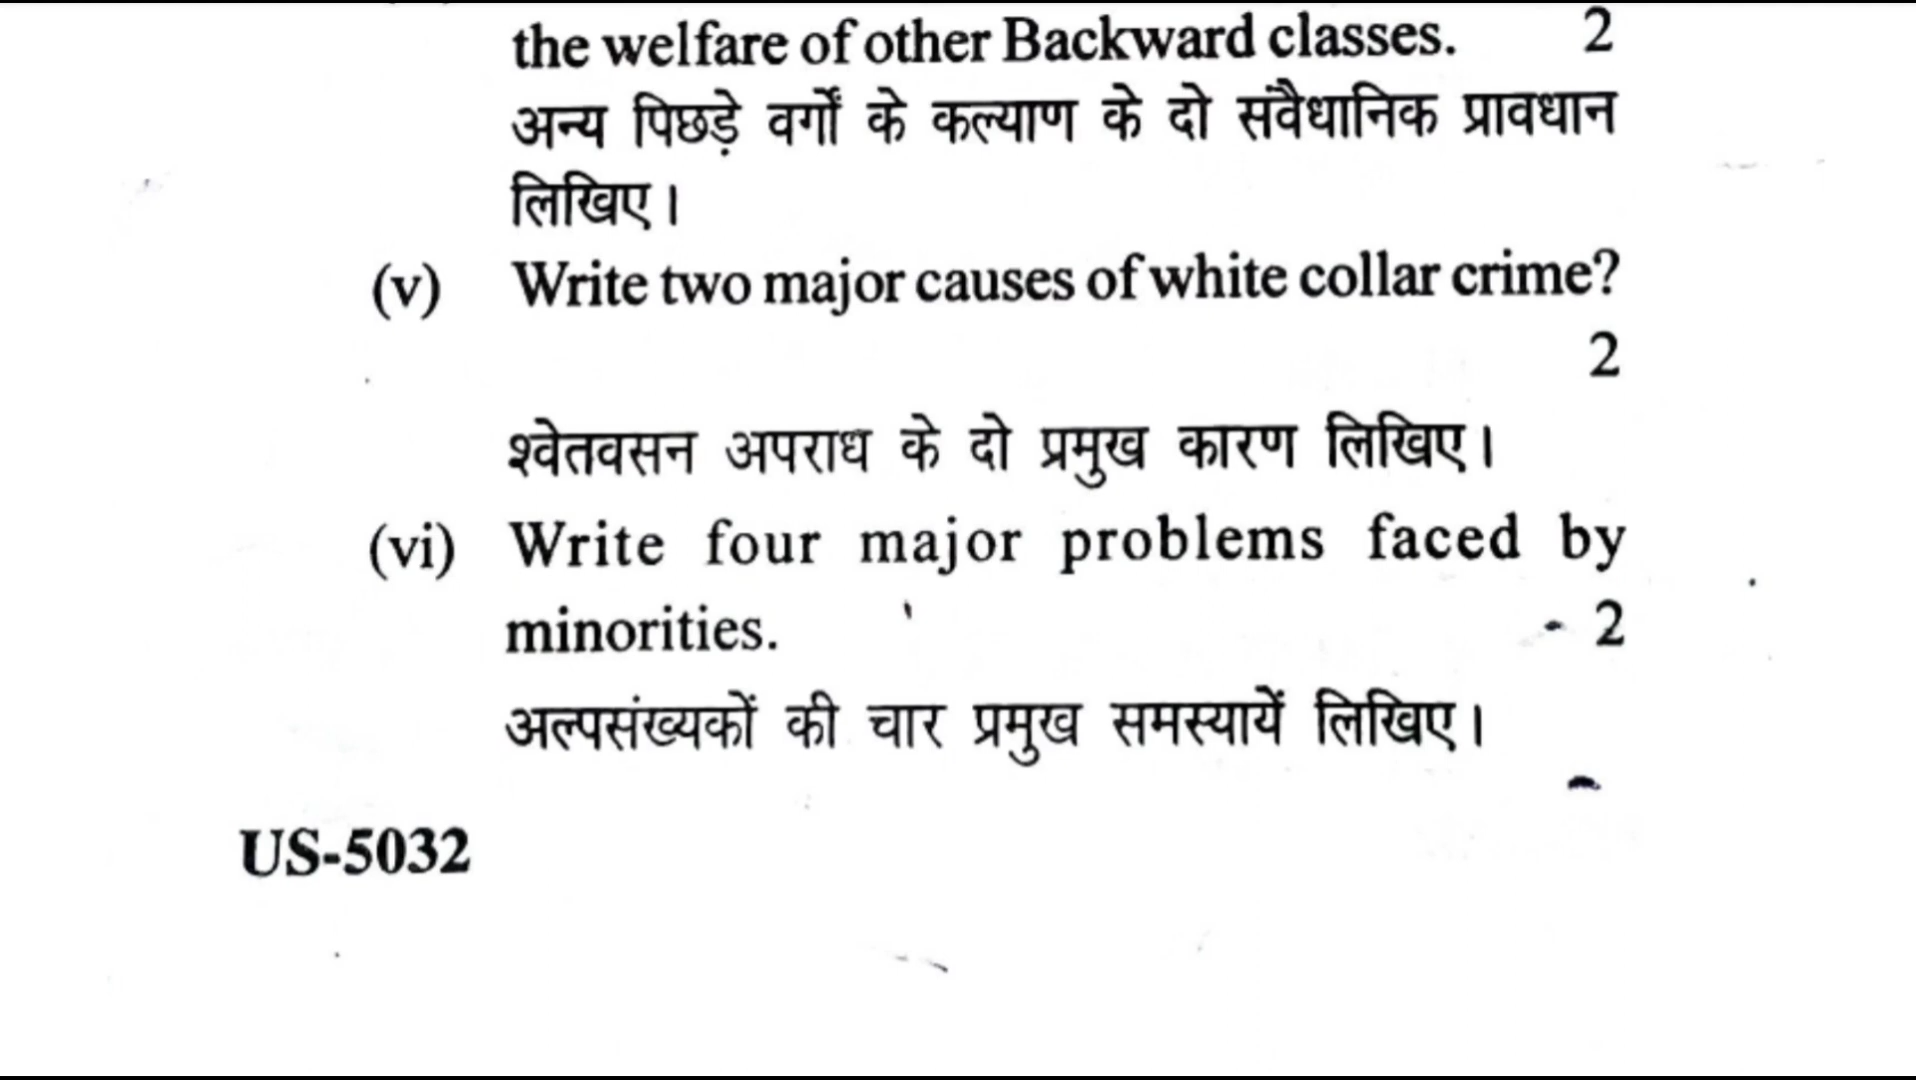 the welfare of other Backward classes. 2
अन्य पिछड़े वर्गों के कल्याण के दो संवैधानिक प्रावधान
लिखिए।
(v) Write two major causes of white collar crime?
2
श्वेतवसन अपराध के दो प्रमुख कारण लिखिए।
(vi) Write four major problems faced by
minorities. 2
अल्पसंख्यकों की चार प्रमुख समस्यायें लिखिए।
US-5032